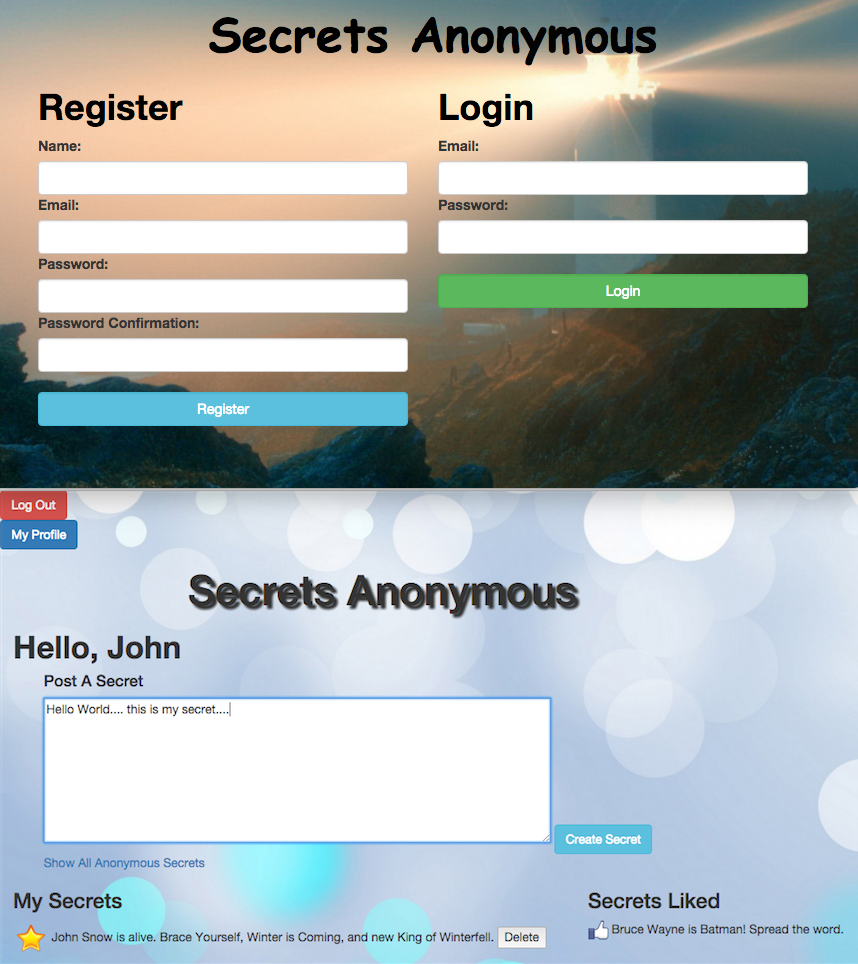 Secrets Anonymous
Register
Name:
Email:
Password:
Password Confirmation:
Register
Login
Email:
Password:
Login
Log Out
My Profile
Secrets Anonymous
Hello, John
Post A Secret
Hello World.... this is my secret....
Create Secret
Show All Anonymous Secrets
My Secrets
John Snow is alive. Brace Yourself, Winter is Coming, and new King of Winterfell. Delete
Secrets Liked
Bruce Wayne is Batman! Spread the word.